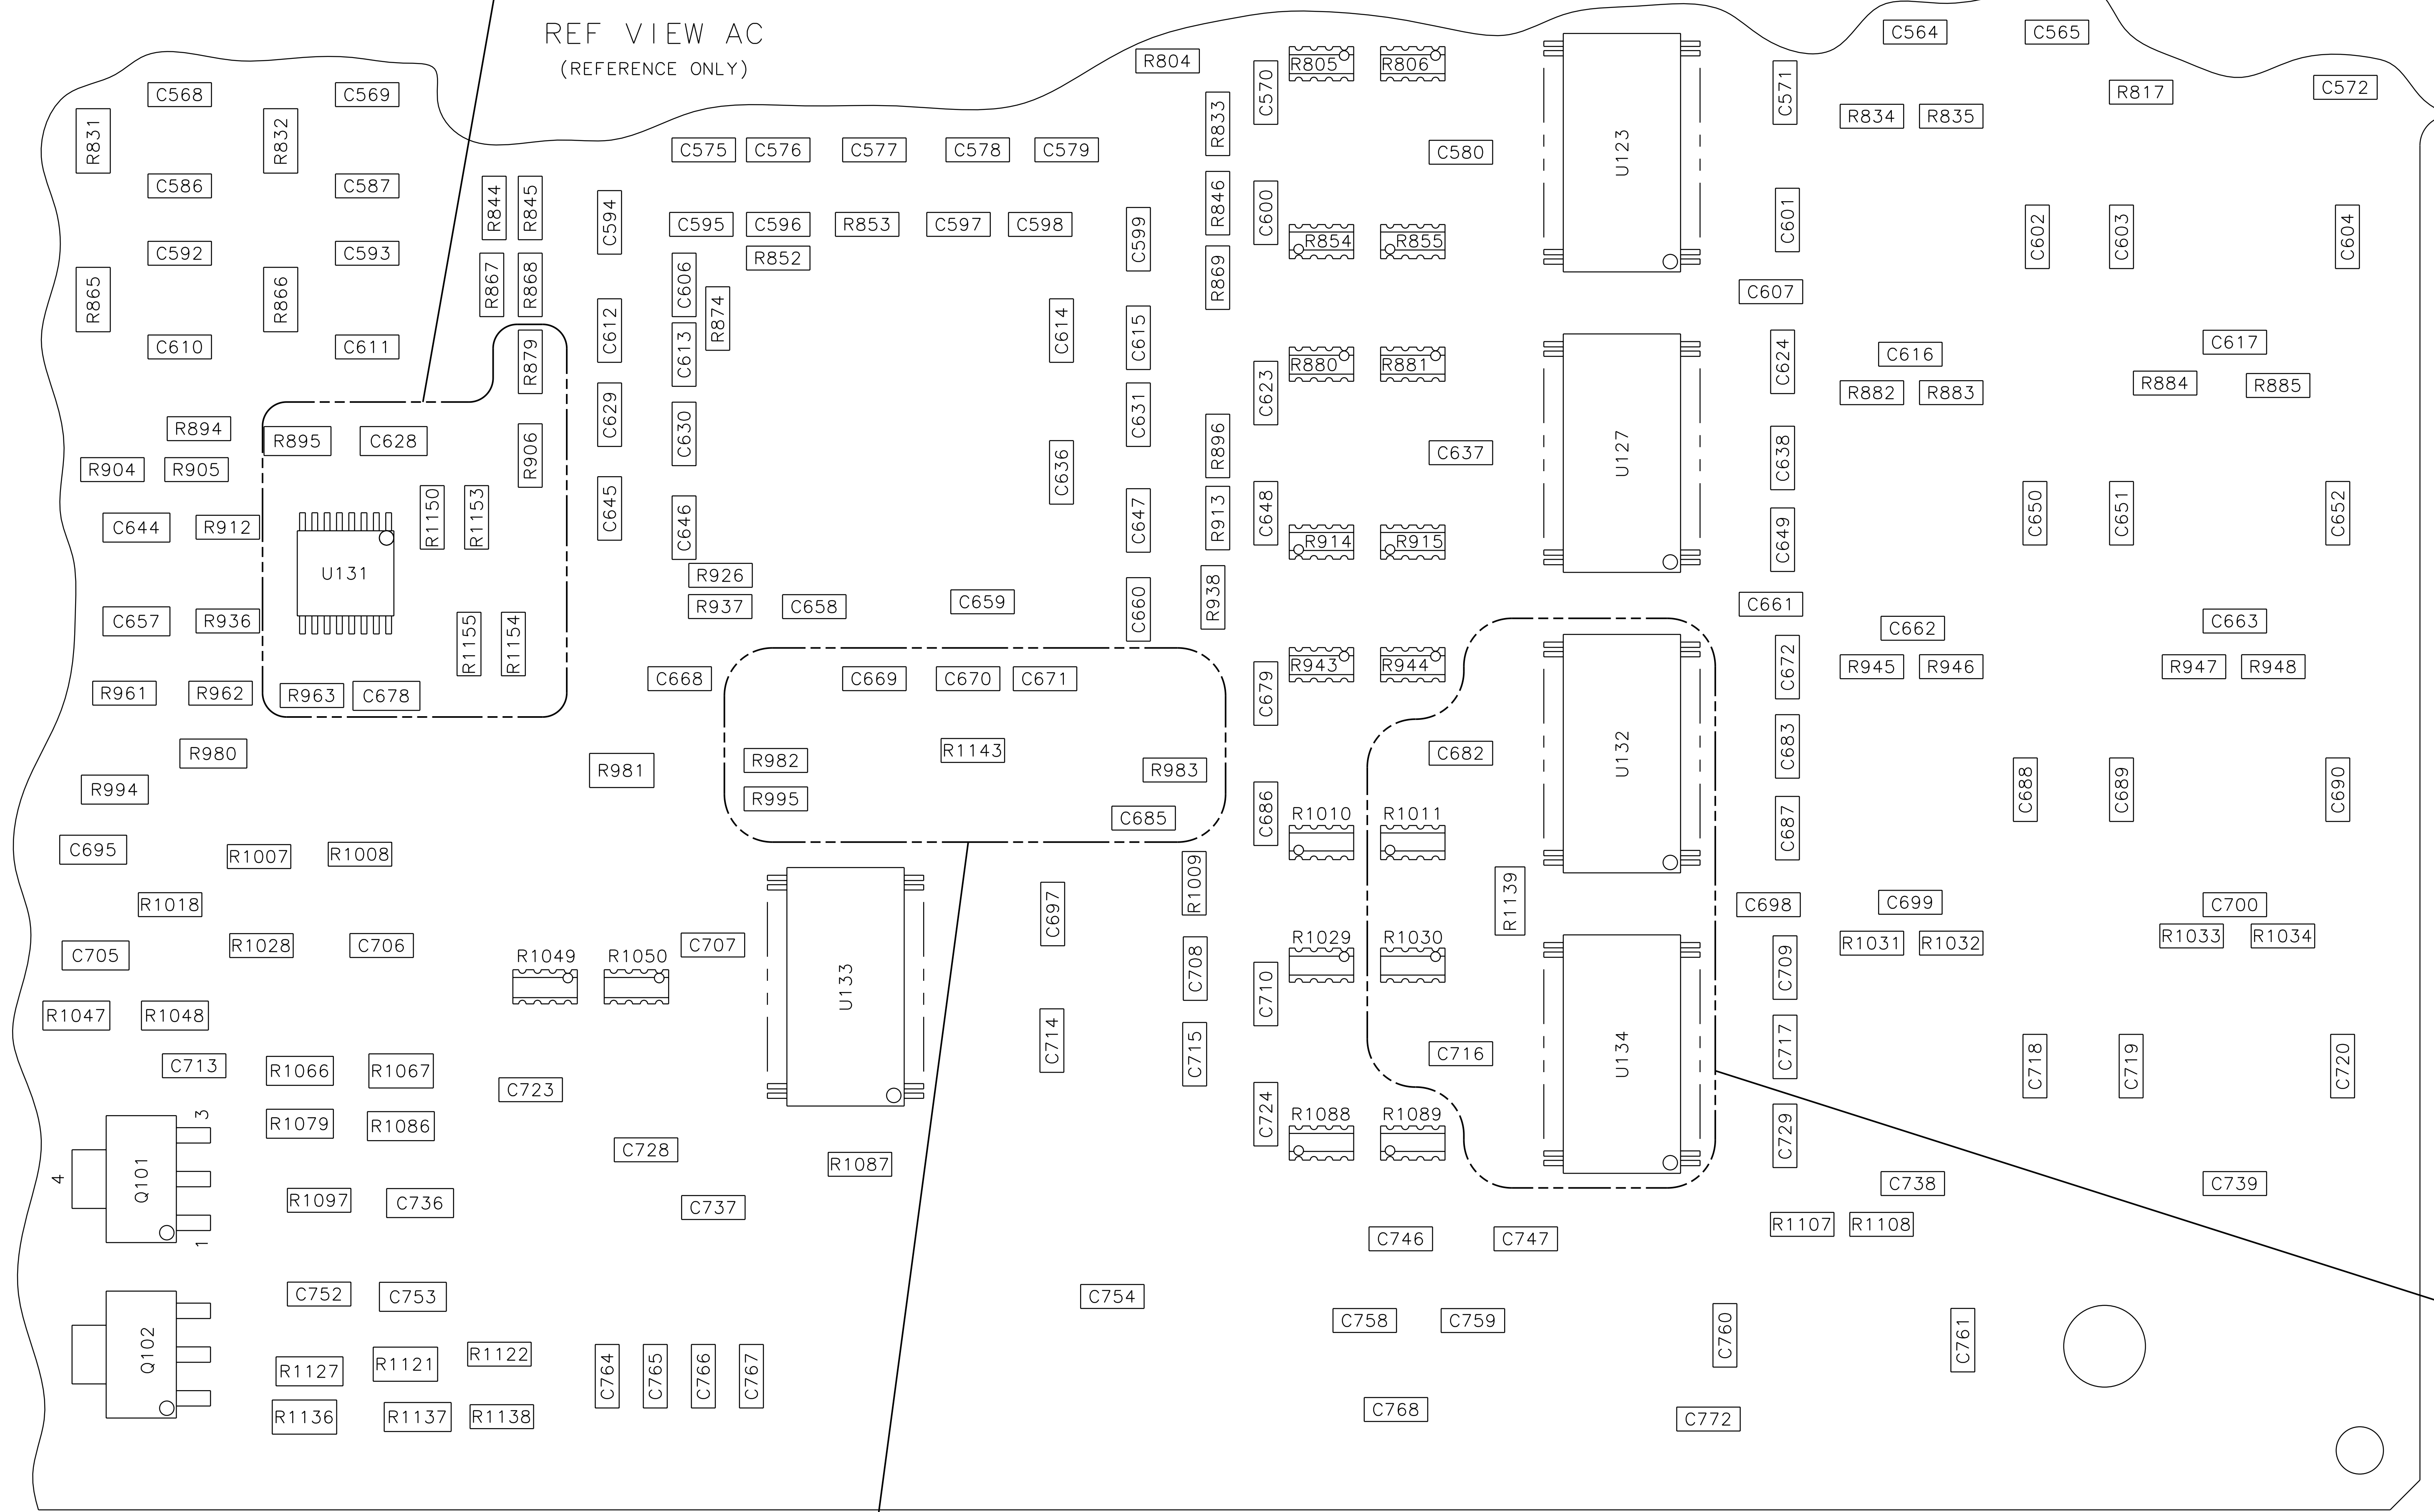 REF VIEW AC
(REFERENCE ONLY)
C564 C565
R804 R805 R806
C568 C569 C570 C571 C572
R817
R831 R832 R833 R834 R835
C575 C576 C577 C578 C579 C580
U123
C586 C587
R844 R845 R846
C594 C595 C596 R853 C597 C598 C599 C600 C601 C602 C603 C604
C592 C593
R852
R854 R855
R865 R866 R867 R868 R869
C606 C607
R874
C610 C611 C612 C613 C614 C615 C616 C617
R879 R880 R881 R882 R883 R884 R885
C623 C624
R894 R895 C628 C629 C630 C631
R896
R904 R905 R906
C636 C637 U127 C638
C644 R912 R1150 R1153 C645 C646 C647 R913 C648 R914 R915 C649 C650 C651 C652
U131
R926
C657 R936 R937 C658 C659 C660 R938 C661 C662 C663
R1155 R1154
R943 R944 R945 R946 R947 R948
R961 R962 R963 C678 C668 C669 C670 C671 C679 C672
R980 R981 R982 R1143 R983 C682 U132 C683
R994 R995 C685 C686 C687 C688 C689 C690
R1010 R1011
C695 R1007 R1008 R1009
R1018 C697 R1139 C698 C699 C700
C705 R1028 C706 C707 R1029 R1030 R1031 R1032 R1033 R1034
R1049 R1050 C708 C709 C710
U133
R1047 R1048
C713 R1066 R1067 C714 C715 C716 U134 C717 C718 C719 C720
C723 C724
R1079 R1086 R1088 R1089
C728 R1087 C729
3
4 Q101
1
R1097 C736 C737 C738 C739
R1107 R1108
C746 C747
C752 C753 C754
C758 C759 C760 C761
Q102
R1127 R1121 R1122
C764 C765 C766 C767
R1136 R1137 R1138
C768 C772